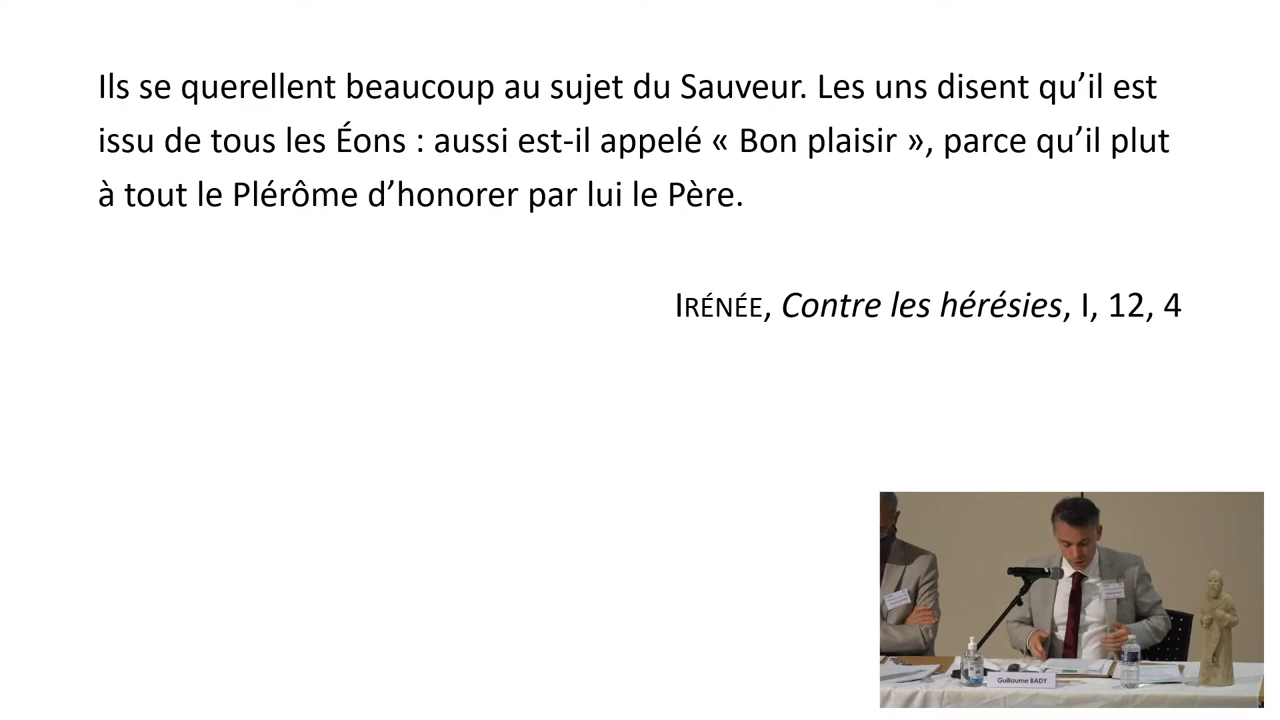 Ils se querellent beaucoup au sujet du Sauveur. Les uns disent qu’il est
issu de tous les Éons : aussi est-il appelé « Bon plaisir », parce qu’il plut
à tout le Plérôme d’honorer par lui le Père.
IRÉNÉE, Contre les hérésies, I, 12, 4
Guillaume BADY